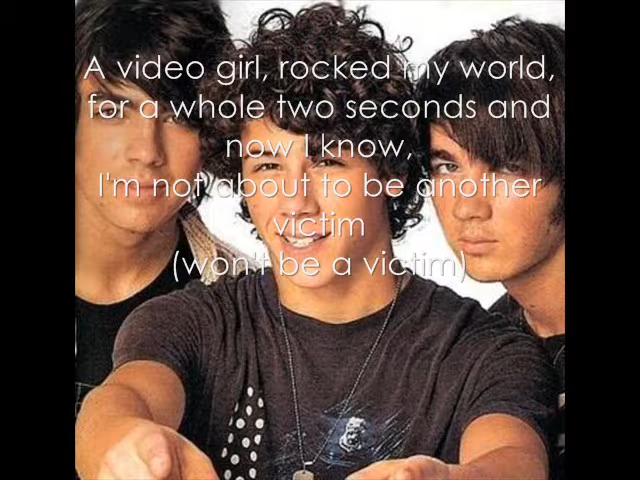 A video girl, rocked my world,
for a whole two seconds and
now I know,
I'm not about to be another
victim
(won't be a victim)